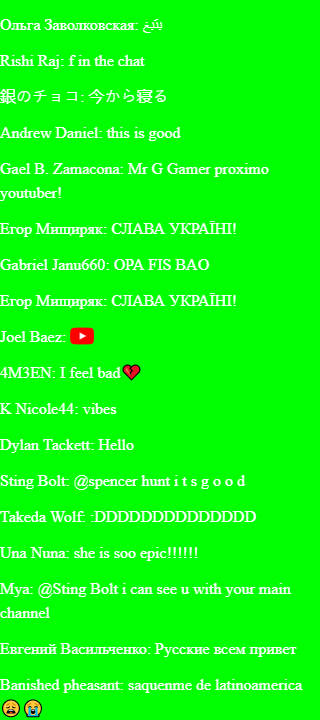 Ольга Заволковская:
Rishi Raj: f in the chat
銀のチョコ: 今から寝る
Andrew Daniel: this is good
Gael B. Zamacona: Mr G Gamer proximo
youtuber!
Егор Мищиряк: СЛАВА УКРАЇНІ!
Gabriel Janu660: OPA FIS BAO
Егор Мищиряк: СЛАВА УКРАЇНІ!
Joel Baez:
4M3EN: I feel bad💔
K Nicole44: vibes
Dylan Tackett: Hello
Sting Bolt: @spencer hunt i t s g o o d
Takeda Wolf: :DDDDDDDDDDDDDD
Una Nuna: she is soo epic!!!!!!
Mya: @Sting Bolt i can see u with your main
channel
Евгений Васильченко: Русские всем привет
Banished pheasant: saquenme de latinoamerica
😩😭